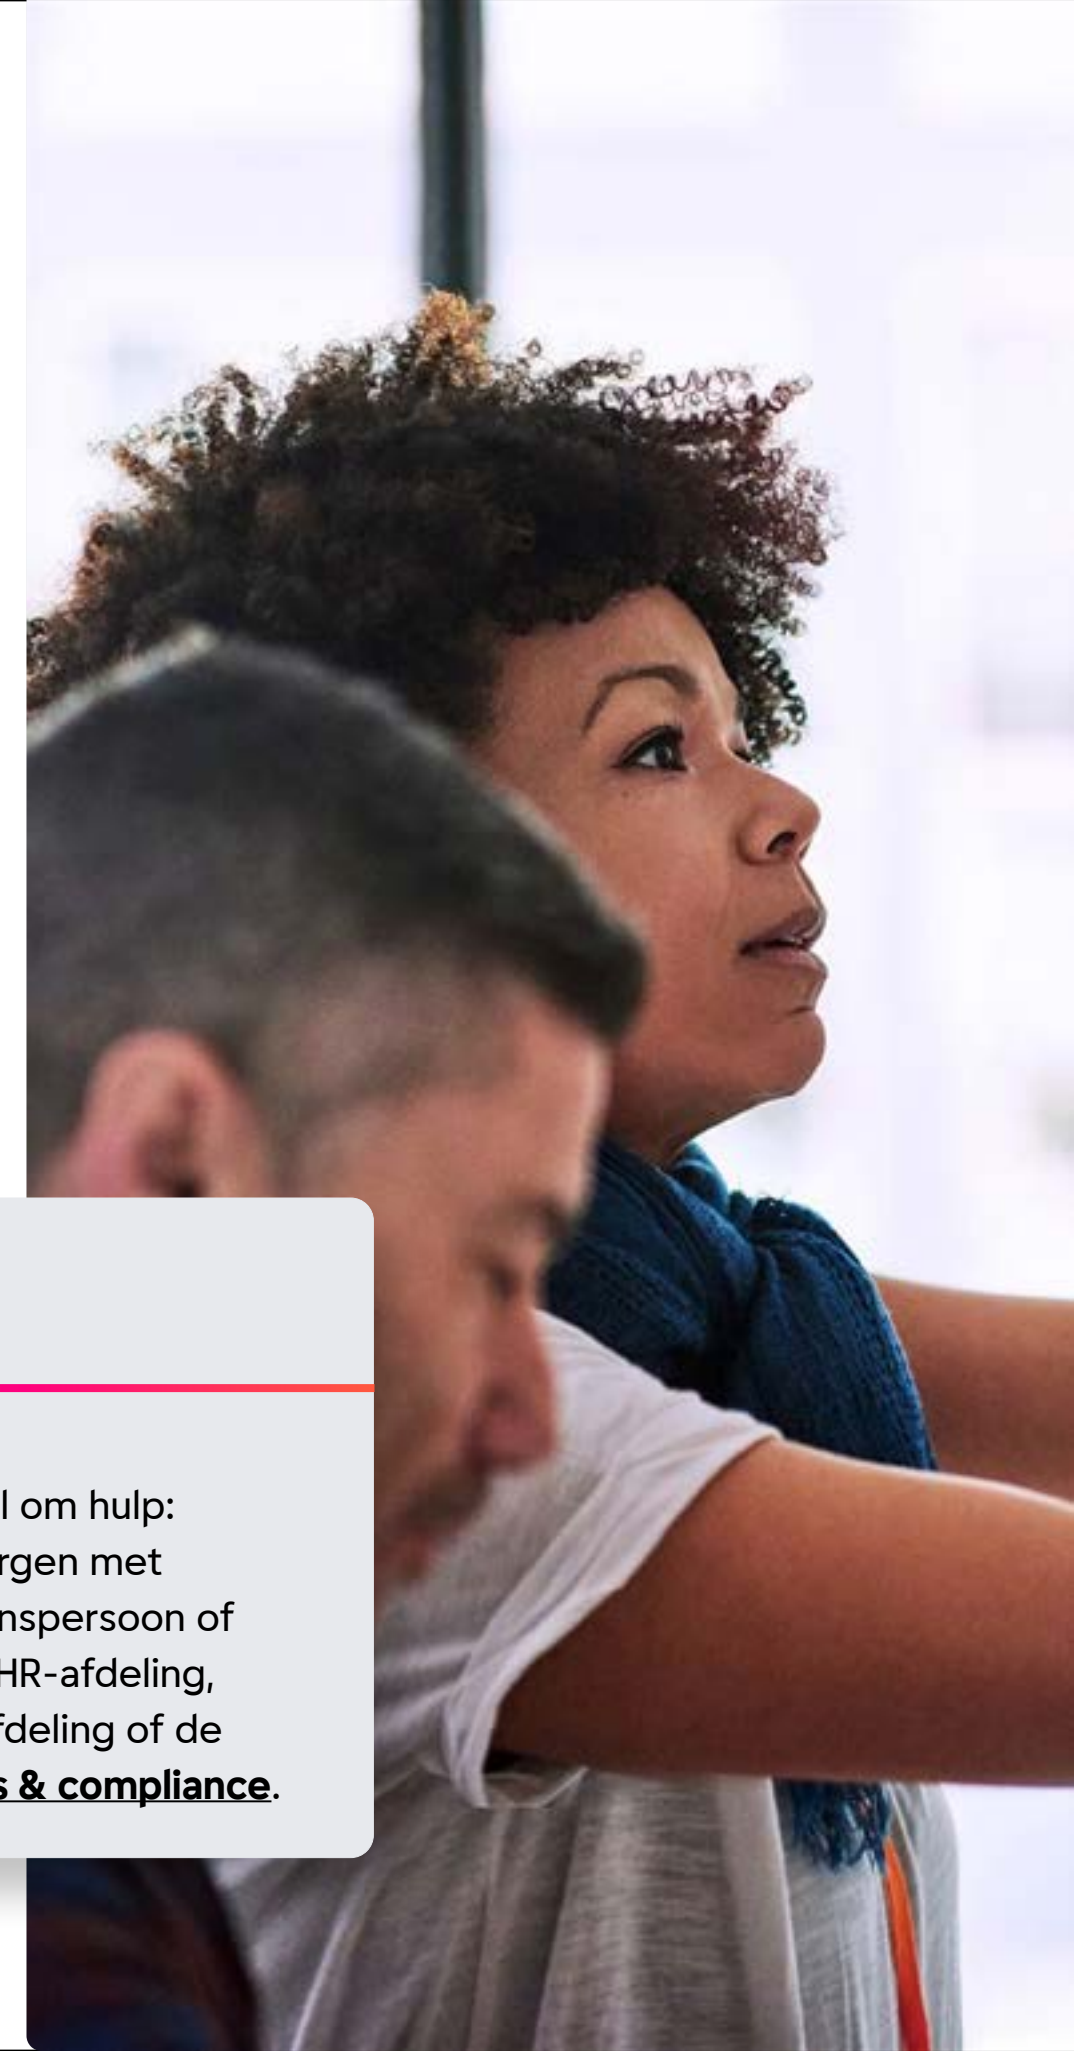 l om hulp:
rgen met
nspersoon of
HR-afdeling,
fdeling of de
s & compliance.